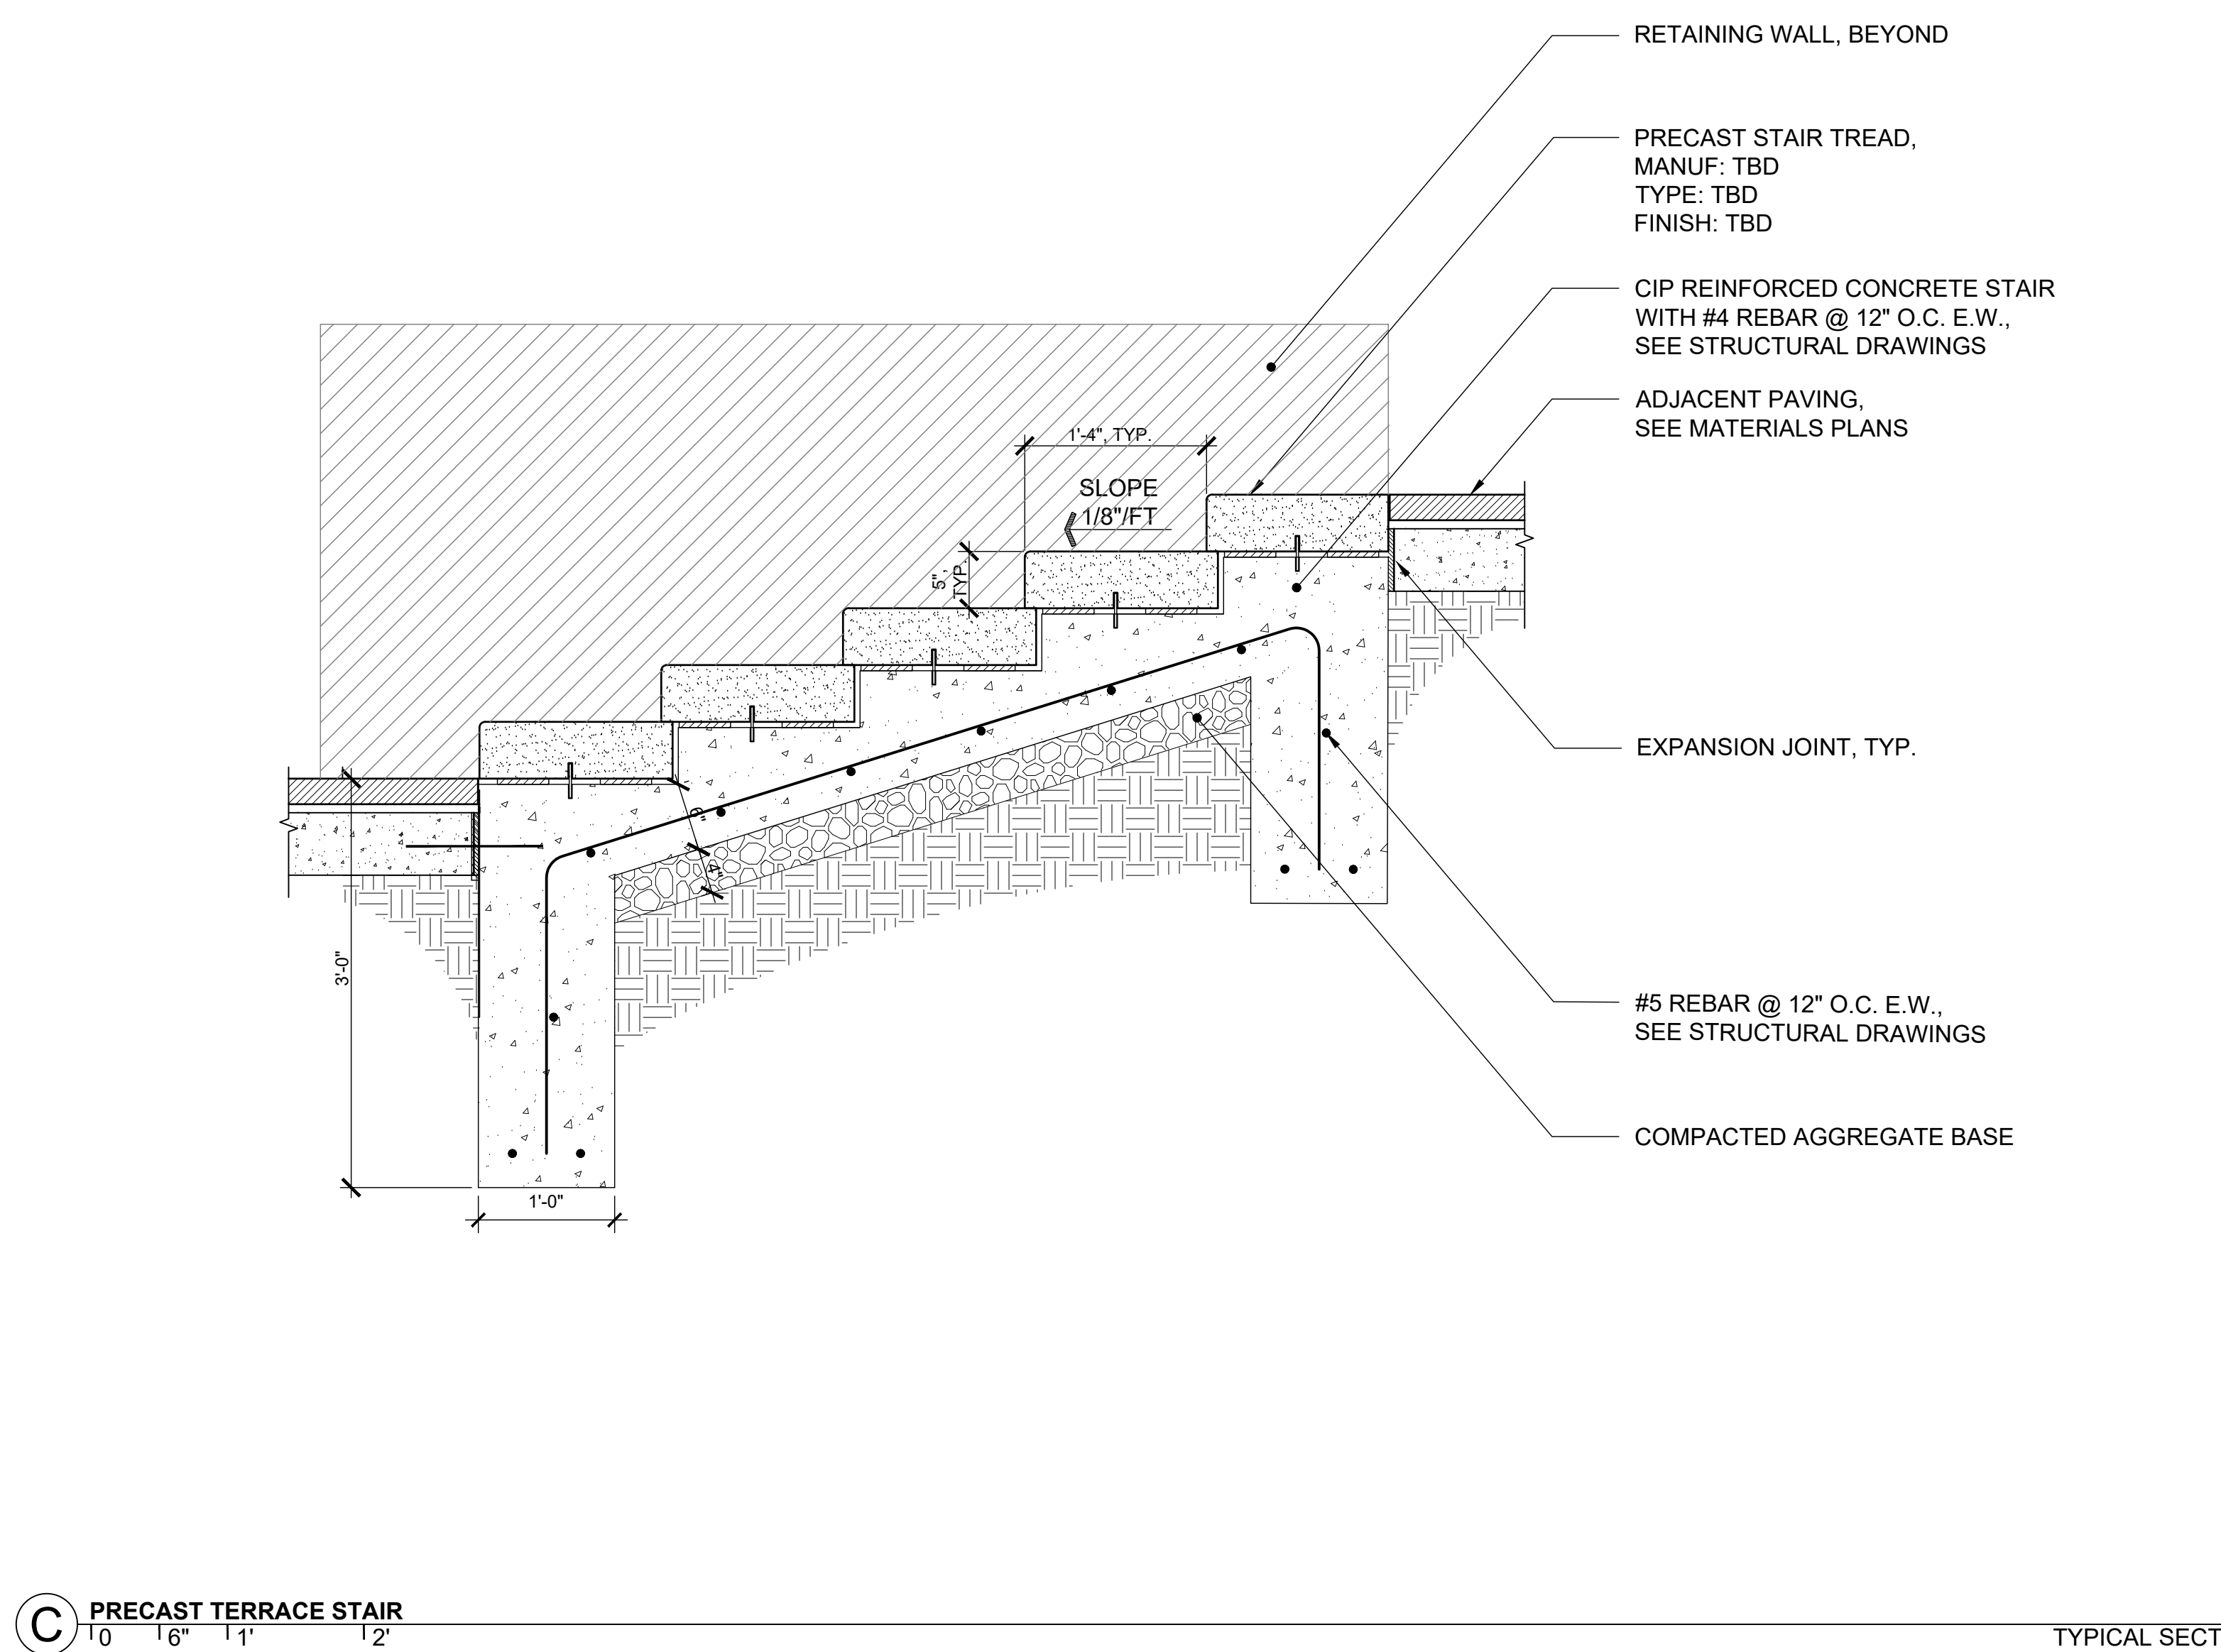 RETAINING WALL, BEYOND
PRECAST STAIR TREAD,
MANUF: TBD
TYPE: TBD
FINISH: TBD
CIP REINFORCED CONCRETE STAIR
WITH #4 REBAR @ 12" O.C. E.W.,
SEE STRUCTURAL DRAWINGS
ADJACENT PAVING,
SEE MATERIALS PLANS
1'-4", TYP.
SLOPE
1/8"/FT
5",
TYP.
EXPANSION JOINT, TYP.
6"
4"
3'-0"
#5 REBAR @ 12" O.C. E.W.,
SEE STRUCTURAL DRAWINGS
COMPACTED AGGREGATE BASE
1'-0"
C
PRECAST TERRACE STAIR
0 6" 1' 2'
TYPICAL SECT